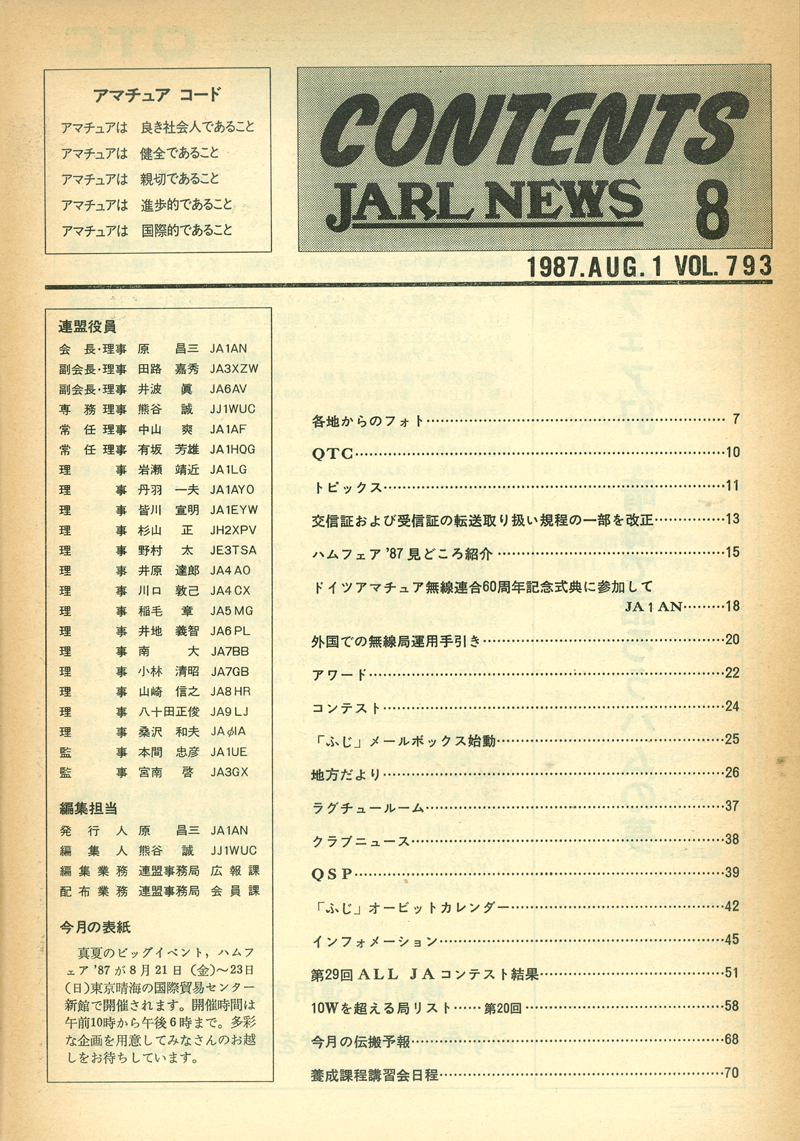 アマチュア コード
アマチュアは 良き社会人であること
アマチュアは 健全であること
アマチュアは 親切であること
アマチュアは 進歩的であること
アマチュアは 国際的であること
CONTENTS
JARL NEWS 8
1987.AUG.1 VOL.793
連盟役員
会長・理事 原 昌三 JA1AN
副会長・理事 田路 嘉秀 JA3XZW
副会長・理事 井波 眞 JA6AV
専務理事 熊谷 誠 JJ1WUC
常任理事 中山 爽 JA1AF
常任理事 有坂 芳雄 JA1HQG
理事 岩瀬 靖近 JA1LG
理事 丹羽 一夫 JA1AYO
理事 皆川 宣明 JA1EYW
理事 杉山 正 JH2XPV
理事 野村 太 JE3TSA
理事 井原 達郎 JA4AO
理事 川口 敦己 JA4CX
理事 稲毛 章 JA5MG
理事 井地 義智 JA6PL
理事 南 大 JA7BB
理事 小林 清昭 JA7GB
理事 山崎 信之 JA8HR
理事 八十田正俊 JA9LJ
理事 桑沢 和夫 JAφIA
監事 本間 忠彦 JA1UE
監事 宮南 啓 JA3GX
編集担当
発行人 原 昌三 JA1AN
編集人 熊谷 誠 JJ1WUC
編集業務 連盟事務局 広報課
配布業務 連盟事務局 会員課
今月の表紙
真夏のビッグイベント，ハムフ
ェア'87が8月21日（金）〜23日
（日）東京晴海の国際貿易センター
新館で開催されます。開催時間は
午前10時から午後6時まで。多彩
な企画を用意してみなさんのお越
しをお待ちしています。
各地からのフォト…………7
QTC…………10
トピックス…………11
交信証および受信証の転送取り扱い規程の一部を改正…………13
ハムフェア'87見どころ紹介…………15
ドイツアマチュア無線連合60周年記念式典に参加して
JA1AN………18
外国での無線局運用手引き…………20
アワード…………22
コンテスト…………24
「ふじ」メールボックス始動…………25
地方だより…………26
ラグチュールーム…………37
クラブニュース…………38
QSP…………39
「ふじ」オービットカレンダー…………42
インフォメーション…………45
第29回ALL JAコンテスト結果…………51
10Wを超える局リスト……第20回…………58
今月の伝搬予報…………68
養成課程講習会日程…………70